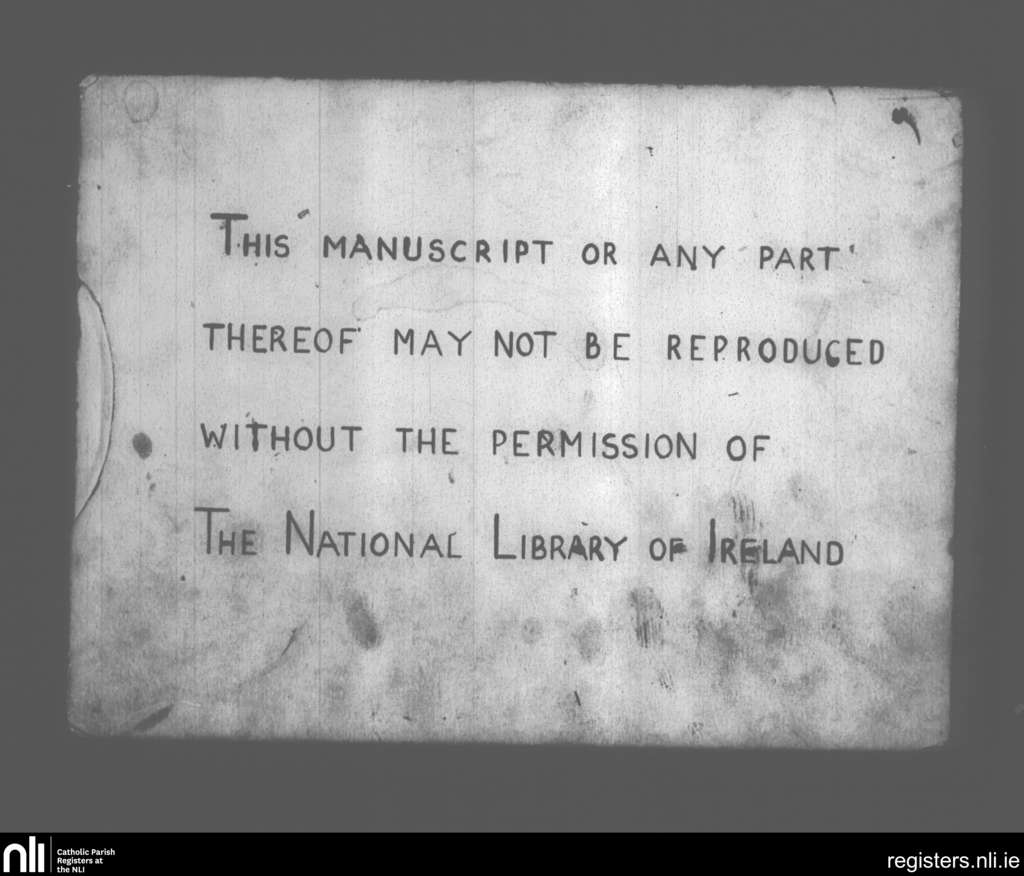 THIS MANUSCRIPT OR ANY PART
THEREOF MAY NOT BE REPRODUCED
WITHOUT THE PERMISSION OF
THE NATIONAL LIBRARY OF IRELAND
nli
Catholic Parish
Registers at
the NLI
registers.nli.ie